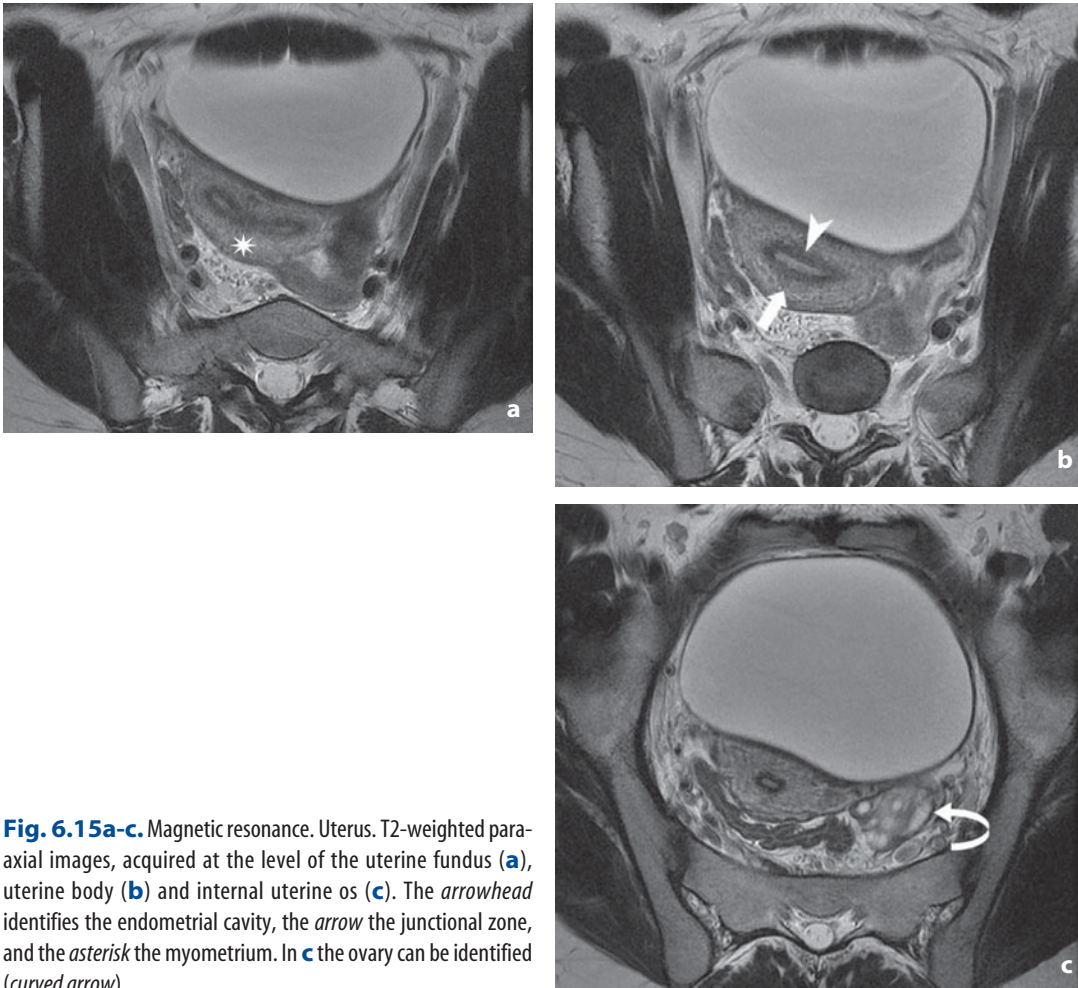 a
b
c
Fig. 6.15a-c. Magnetic resonance. Uterus. T2-weighted para-
axial images, acquired at the level of the uterine fundus (a),
uterine body (b) and internal uterine os (c). The arrowhead
identifies the endometrial cavity, the arrow the junctional zone,
and the asterisk the myometrium. In c the ovary can be identified
(curved arrow)